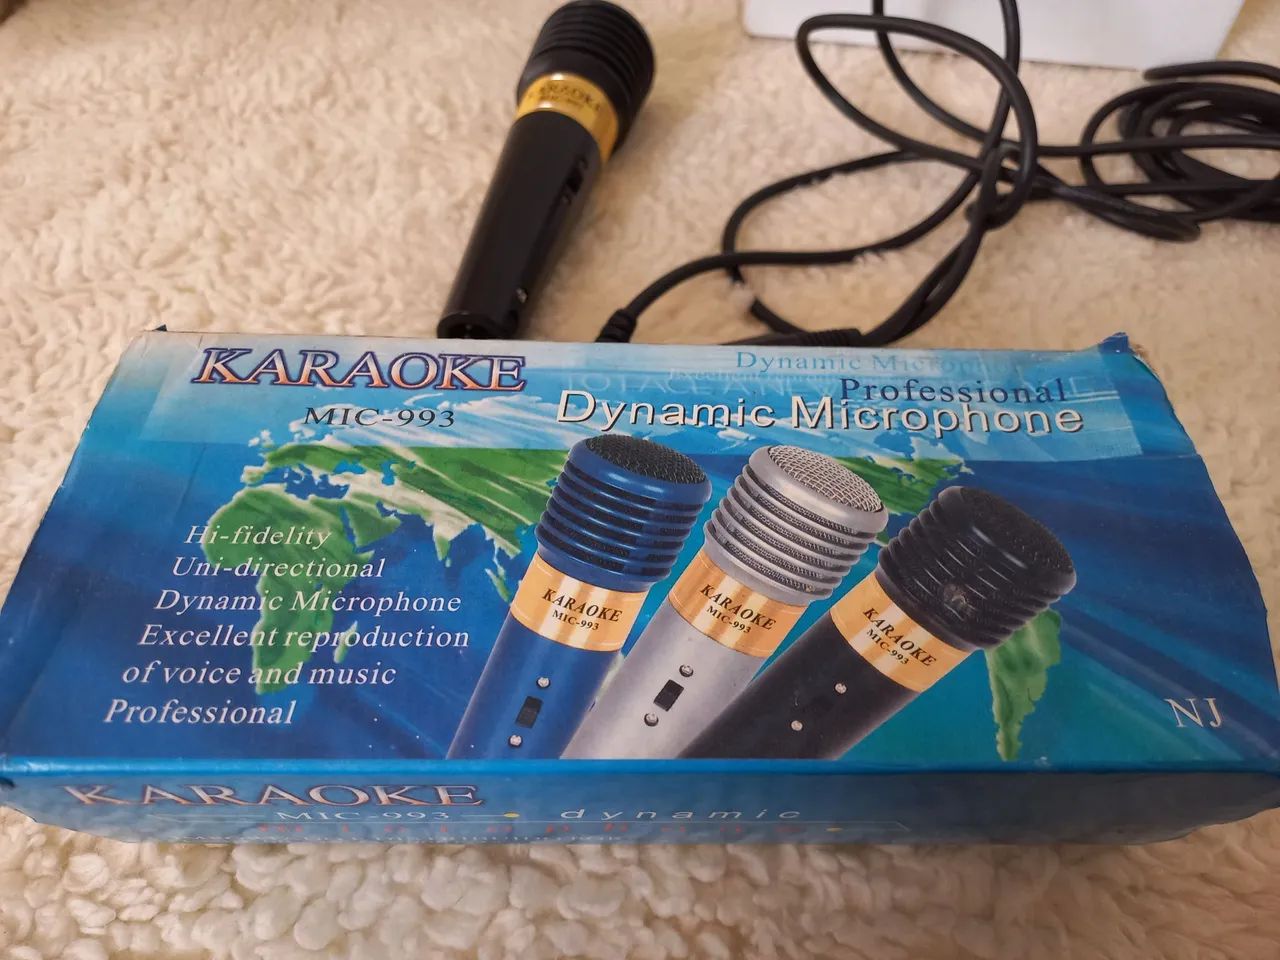 KARAOKE
KARAOKE
MIC-993
Dynamic
Professional
Dynamic Microphone
Hi-fidelity
Uni-directional
Dynamic Microphone
Excellent reproduction
of voice and music
Professional
KARAOKE
MIC-993
KARAOKE
MIC-993
KARAOKE
MIC-993
NJ
KARAOKE
MIC-993
dynamic